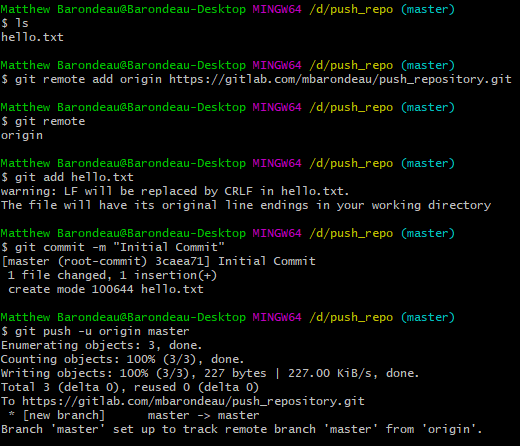 Matthew Barondeau@Barondeau-Desktop MINGW64 /d/push_repo (master)
$ ls
hello.txt
Matthew Barondeau@Barondeau-Desktop MINGW64 /d/push_repo (master)
$ git remote add origin https://gitlab.com/mbarondeau/push_repository.git
Matthew Barondeau@Barondeau-Desktop MINGW64 /d/push_repo (master)
$ git remote
origin
Matthew Barondeau@Barondeau-Desktop MINGW64 /d/push_repo (master)
$ git add hello.txt
warning: LF will be replaced by CRLF in hello.txt.
The file will have its original line endings in your working directory
Matthew Barondeau@Barondeau-Desktop MINGW64 /d/push_repo (master)
$ git commit -m "Initial Commit"
[master (root-commit) 3caea71] Initial Commit
 1 file changed, 1 insertion(+)
 create mode 100644 hello.txt
Matthew Barondeau@Barondeau-Desktop MINGW64 /d/push_repo (master)
$ git push -u origin master
Enumerating objects: 3, done.
Counting objects: 100% (3/3), done.
Writing objects: 100% (3/3), 227 bytes | 227.00 KiB/s, done.
Total 3 (delta 0), reused 0 (delta 0)
To https://gitlab.com/mbarondeau/push_repository.git
 * [new branch]      master -> master
Branch 'master' set up to track remote branch 'master' from 'origin'.